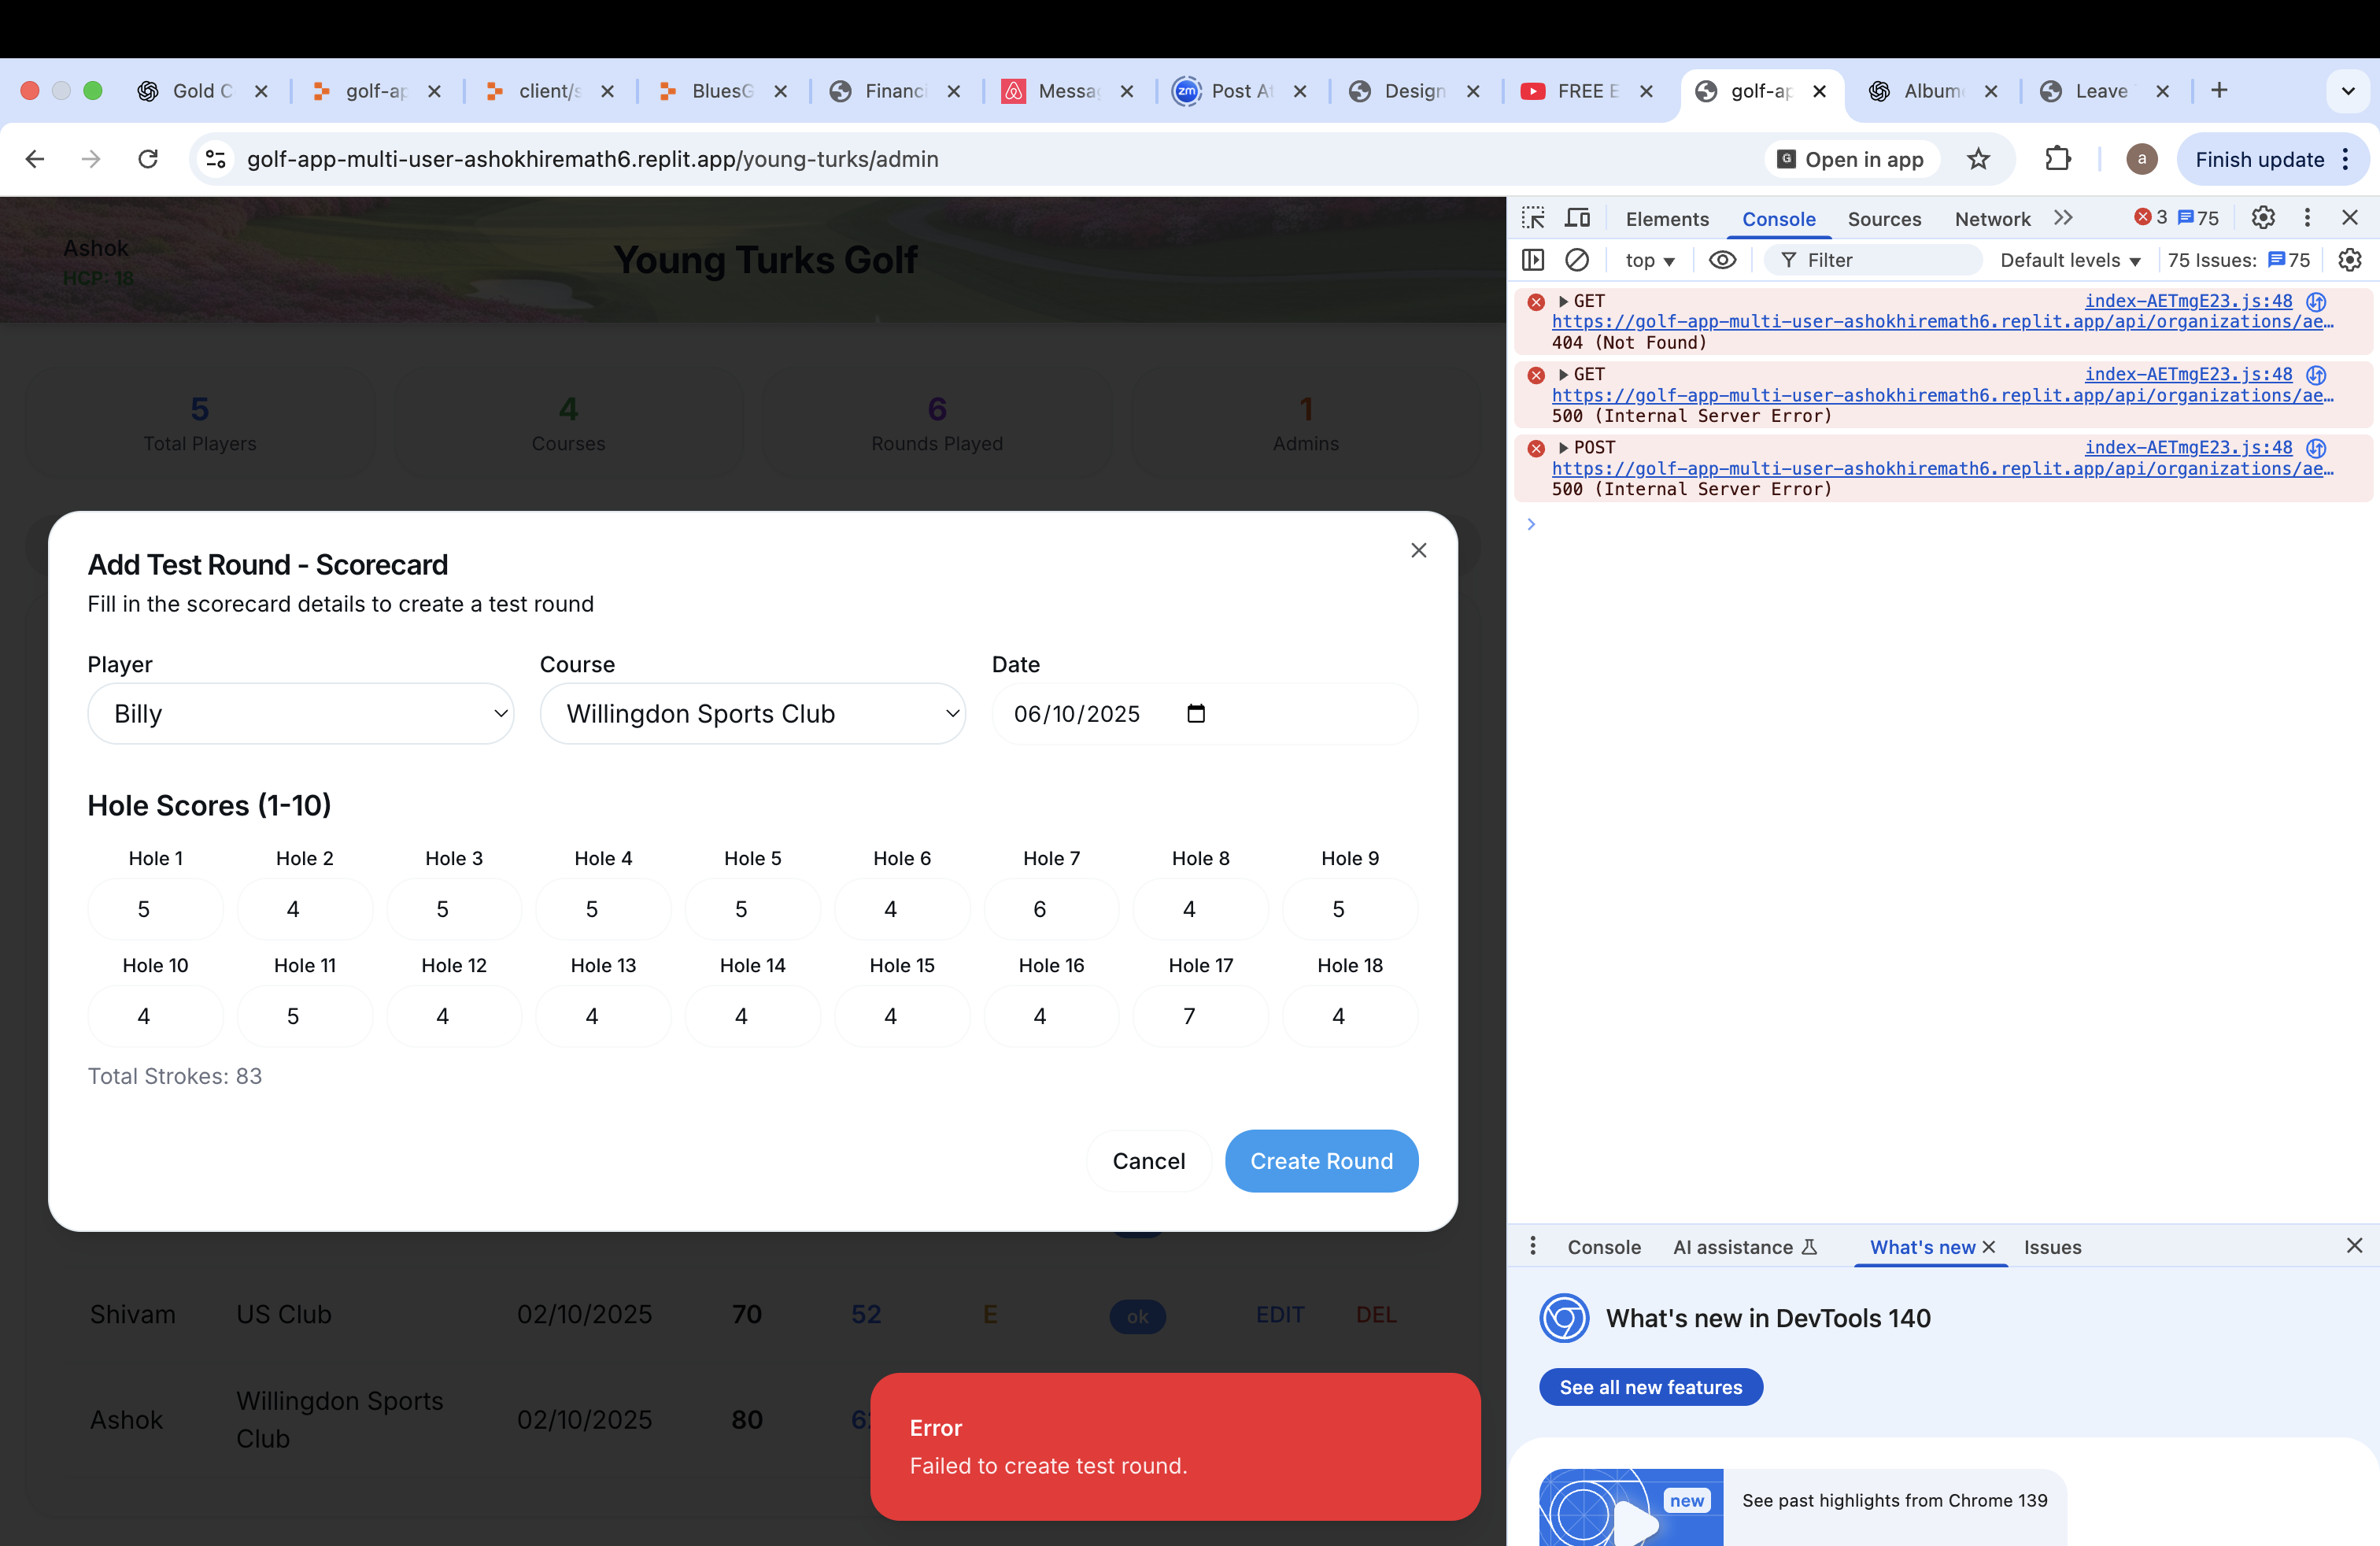 Gold C
golf-ap
client/s
BluesG
Financi
Messa
Post At
Design
FREE E
golf-ap
Album
Leave
golf-app-multi-user-ashokhiremath6.replit.app/young-turks/admin
Open in app
a
Finish update
Ashok
HCP: 18
Young Turks Golf
5
Total Players
4
Courses
6
Rounds Played
1
Admins
Add Test Round - Scorecard
Fill in the scorecard details to create a test round
Player
Course
Date
Billy
Willingdon Sports Club
06/10/2025
Hole Scores (1-10)
Hole 1 Hole 2 Hole 3 Hole 4 Hole 5 Hole 6 Hole 7 Hole 8 Hole 9
5 4 5 5 5 4 6 4 5
Hole 10 Hole 11 Hole 12 Hole 13 Hole 14 Hole 15 Hole 16 Hole 17 Hole 18
4 5 4 4 4 4 4 7 4
Total Strokes: 83
Cancel
Create Round
Shivam US Club 02/10/2025 70 52 E ok EDIT DEL
Ashok Willingdon Sports
Club 02/10/2025 80
Error
Failed to create test round.
Elements Console Sources Network 3 75
top Filter Default levels 75 Issues: 75
GET index-AETmgE23.js:48
https://golf-app-multi-user-ashokhiremath6.replit.app/api/organizations/ae…
404 (Not Found)
GET index-AETmgE23.js:48
https://golf-app-multi-user-ashokhiremath6.replit.app/api/organizations/ae…
500 (Internal Server Error)
POST index-AETmgE23.js:48
https://golf-app-multi-user-ashokhiremath6.replit.app/api/organizations/ae…
500 (Internal Server Error)
Console AI assistance What's new Issues
What's new in DevTools 140
See all new features
new
See past highlights from Chrome 139